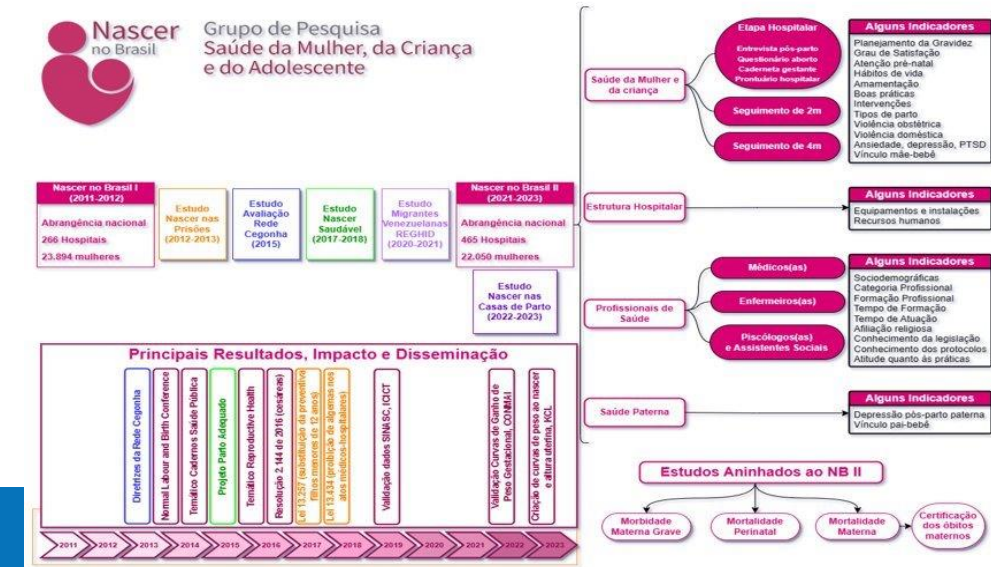 Nascer
no Brasil
Grupo de Pesquisa
Saúde da Mulher, da Criança
e do Adolescente
Nascer no Brasil I
(2011-2012)
Abrangência nacional
266 Hospitais
23.894 mulheres
Estudo
Nascer nas
Prisões
(2012-2013)
Estudo
Avaliação
Rede
Cegonha
(2015)
Estudo
Nascer
Saudável
(2017-2018)
Estudo
Migrantes
Venezuelanas
REGHID
(2020-2021)
Nascer no Brasil II
(2021-2023)
Abrangência nacional
465 Hospitais
22.050 mulheres
Estudo
Nascer nas
Casas de Parto
(2022-2023)
Principais Resultados, Impacto e Disseminação
Diretrizes da Rede Cegonha
Normal Labour and Birth Conference
Temático Cadernos Saúde Pública
Projeto Parto Adequado
Temático Reproductive Health
Resolução 2.144 de 2016 (cesáreas)
Lei 13.257 (substituição da preventiva
filhos menores de 12 anos)
Lei 13.434 (proibição de algemas nos
atos médicos-hospitalares)
Validação dados SINASC, ICICT
Validação Curvas de Ganho de
Peso Gestacional, CONMAI
Criação de curvas de peso ao nascer
e altura uterina, KCL
2011
2012
2013
2014
2015
2016
2017
2018
2019
2020
2021
2022
2023
Saúde da Mulher e
da criança
Etapa Hospitalar
Entrevista pós-parto
Questionário aberto
Caderneta gestante
Prontuário hospitalar
Seguimento de 2m
Seguimento de 4m
Alguns Indicadores
Planejamento da Gravidez
Grau de Satisfação
Atenção pré-natal
Hábitos de vida
Amamentação
Boas práticas
Intervenções
Tipos de parto
Violência obstétrica
Violência doméstica
Ansiedade, depressão, PTSD
Vínculo mãe-bebê
Estrutura Hospitalar
Alguns Indicadores
Equipamentos e instalações
Recursos humanos
Profissionais de
Saúde
Médicos(as)
Enfermeiros(as)
Piscólogos(as)
e Assistentes Sociais
Alguns Indicadores
Sociodemográficas
Categoria Profissional
Formação Profissional
Tempo de Formação
Tempo de Atuação
Afiliação religiosa
Conhecimento da legislação
Conhecimento dos protocolos
Atitude quanto às práticas
Saúde Paterna
Alguns Indicadores
Depressão pós-parto paterna
Vínculo pai-bebê
Estudos Aninhados ao NB II
Morbidade
Materna Grave
Mortalidade
Perinatal
Mortalidade
Materna
Certificação
dos óbitos
maternos